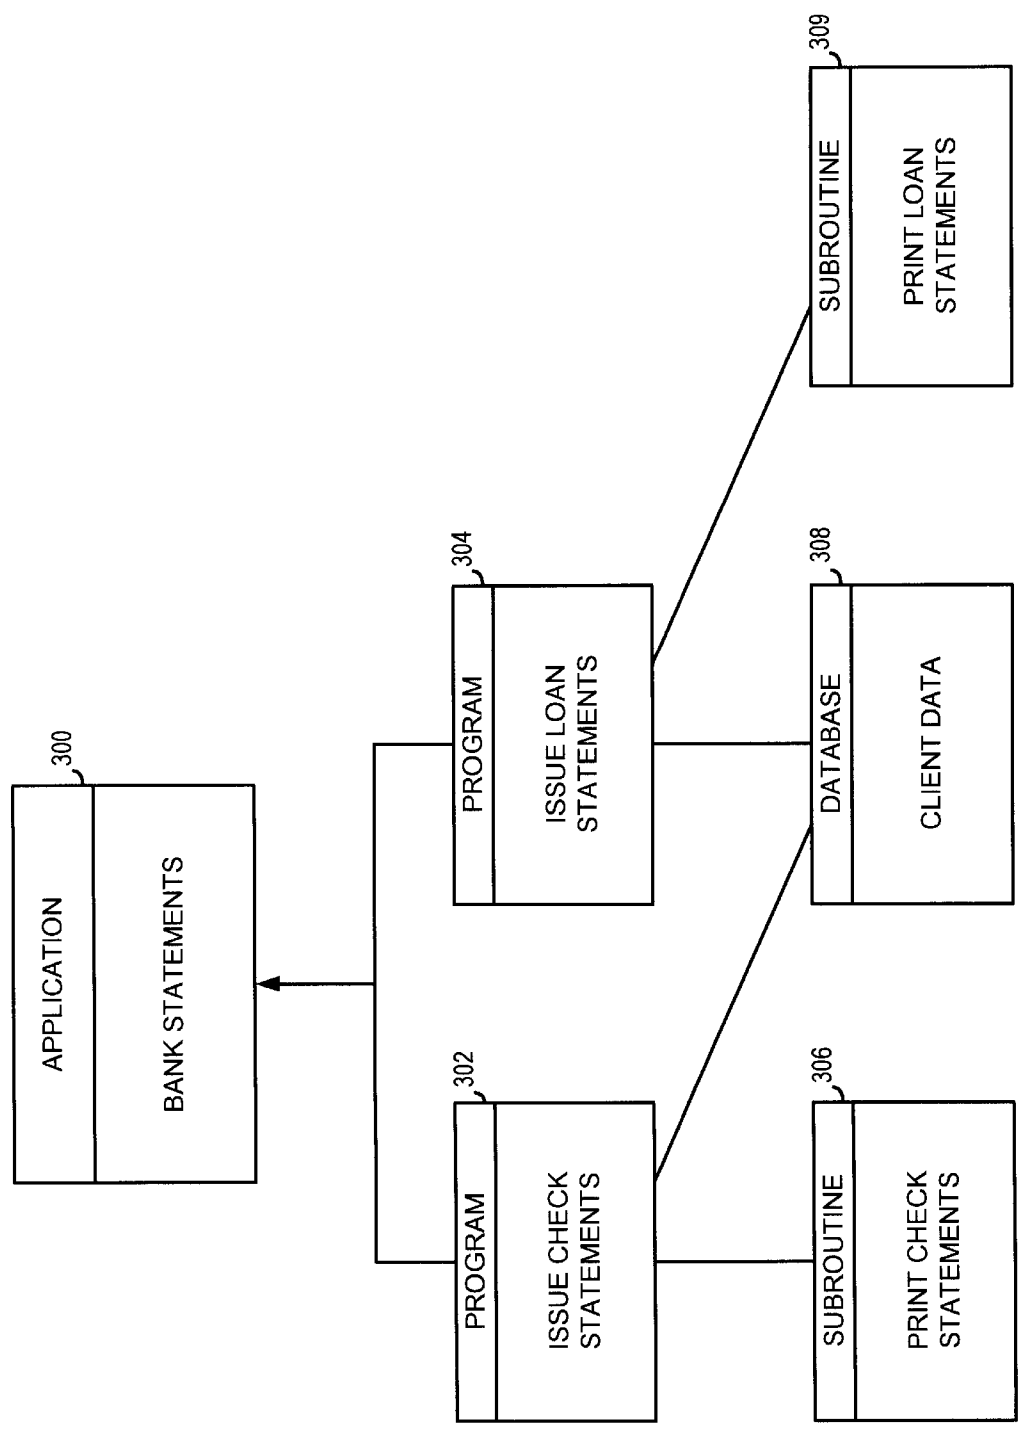 300
APPLICATION
BANK STATEMENTS
302
PROGRAM
ISSUE CHECK
STATEMENTS
304
PROGRAM
ISSUE LOAN
STATEMENTS
306
SUBROUTINE
PRINT CHECK
STATEMENTS
308
DATABASE
CLIENT DATA
309
SUBROUTINE
PRINT LOAN
STATEMENTS